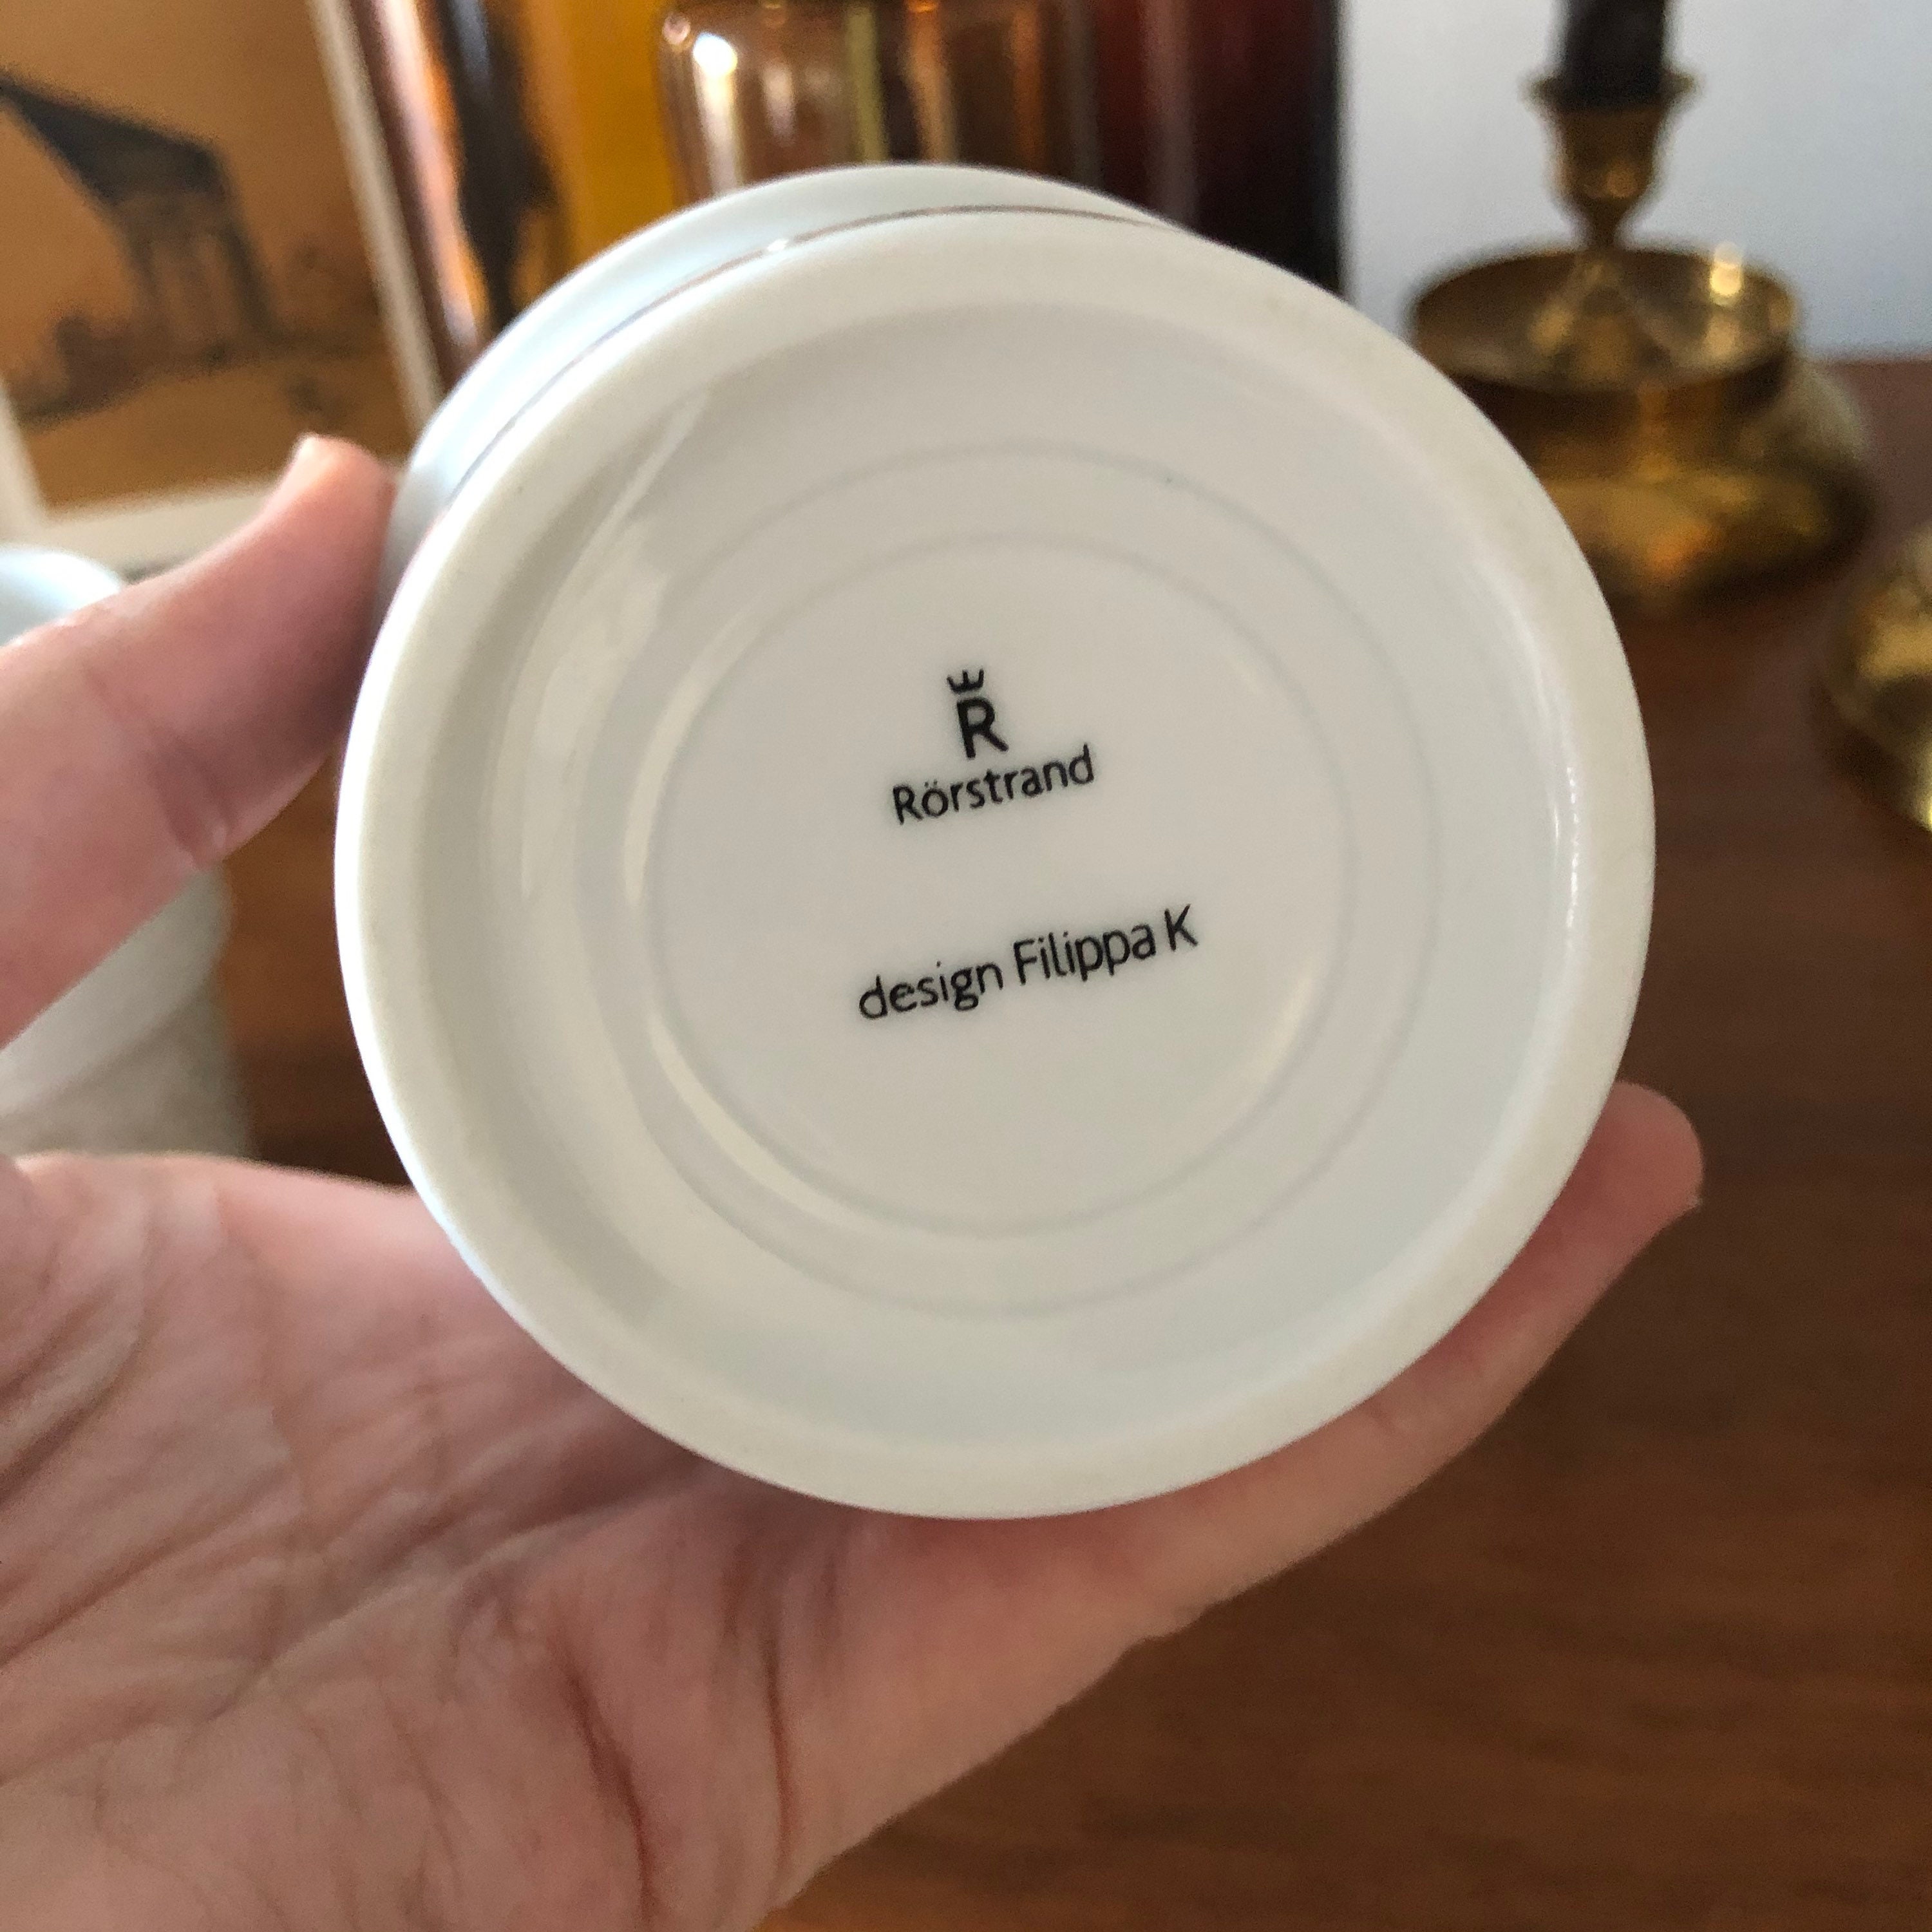 R
Rörstrand
design Filippa K